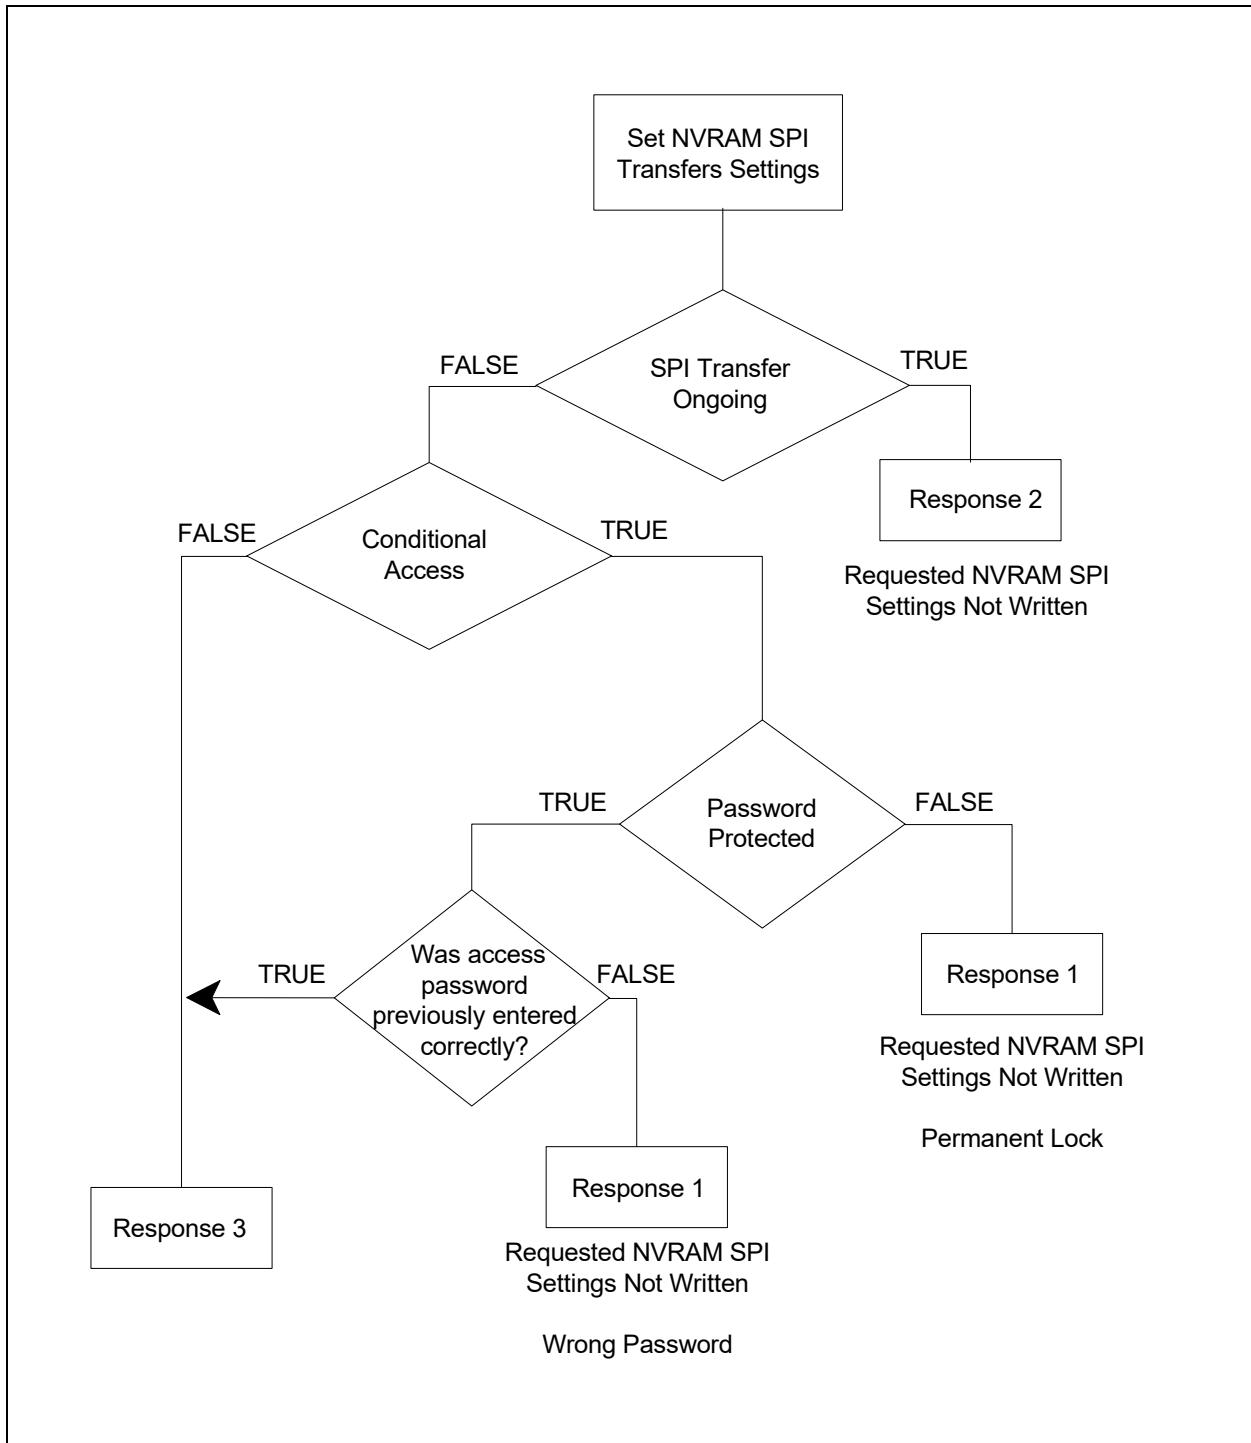 Set NVRAM SPI
Transfers Settings
FALSE
TRUE
SPI Transfer
Ongoing
Response 2
FALSE
TRUE
Conditional
Access
Requested NVRAM SPI
Settings Not Written
TRUE
FALSE
Password
Protected
Was access
password
previously entered
correctly?
TRUE
FALSE
Response 1
Requested NVRAM SPI
Settings Not Written
Permanent Lock
Response 1
Response 3
Requested NVRAM SPI
Settings Not Written
Wrong Password